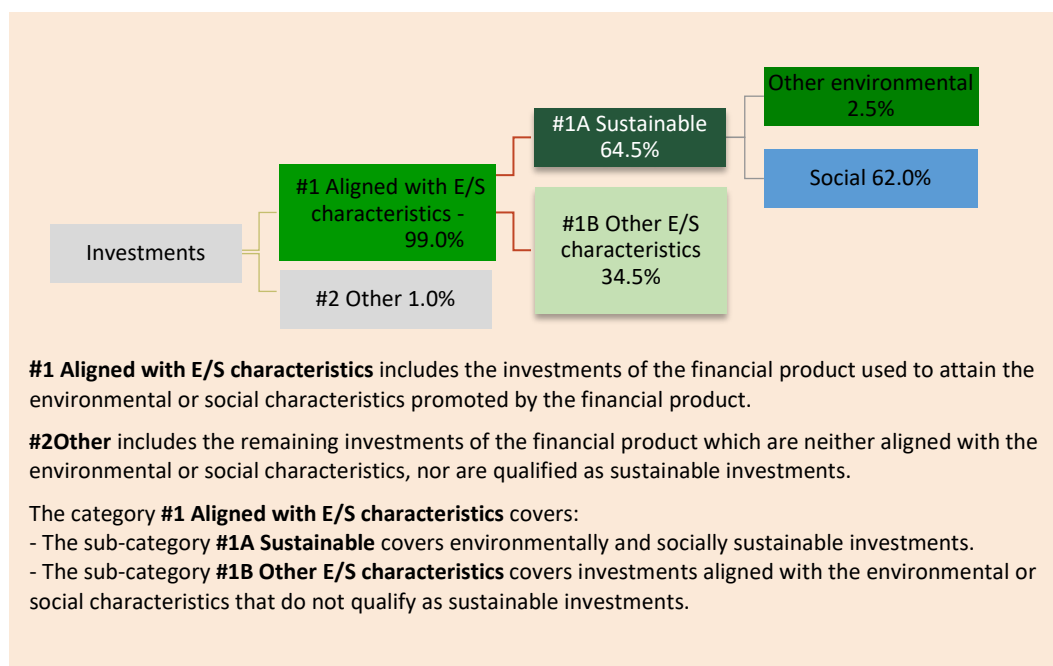 Other environmental
2.5%
#1A Sustainable
64.5%
Social 62.0%
#1 Aligned with E/S
characteristics -
99.0%
#1B Other E/S
characteristics
34.5%
Investments
#2 Other 1.0%
#1 Aligned with E/S characteristics includes the investments of the financial product used to attain the
environmental or social characteristics promoted by the financial product.
#2Other includes the remaining investments of the financial product which are neither aligned with the
environmental or social characteristics, nor are qualified as sustainable investments.
The category #1 Aligned with E/S characteristics covers:
- The sub-category #1A Sustainable covers environmentally and socially sustainable investments.
- The sub-category #1B Other E/S characteristics covers investments aligned with the environmental or
social characteristics that do not qualify as sustainable investments.